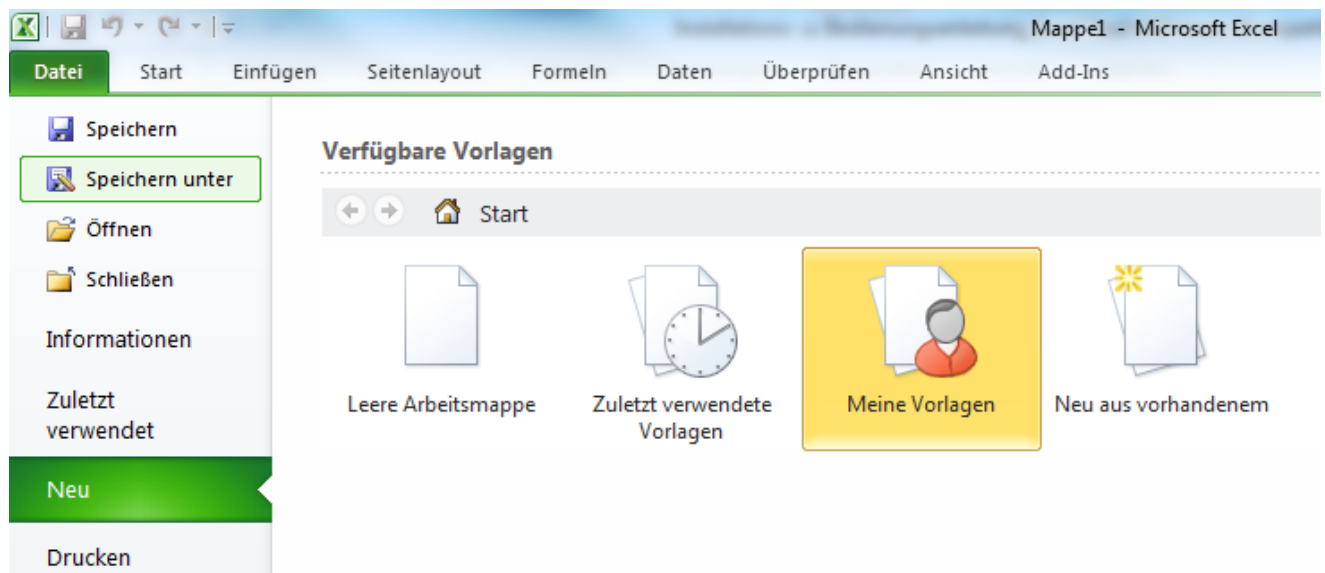 Mappe1 - Microsoft Excel
Datei Start Einfügen Seitenlayout Formeln Daten Überprüfen Ansicht Add-Ins
Speichern
Speichern unter
Öffnen
Schließen
Informationen
Zuletzt
verwendet
Neu
Drucken
Verfügbare Vorlagen
Start
Leere Arbeitsmappe
Zuletzt verwendete
Vorlagen
Meine Vorlagen
Neu aus vorhandenem